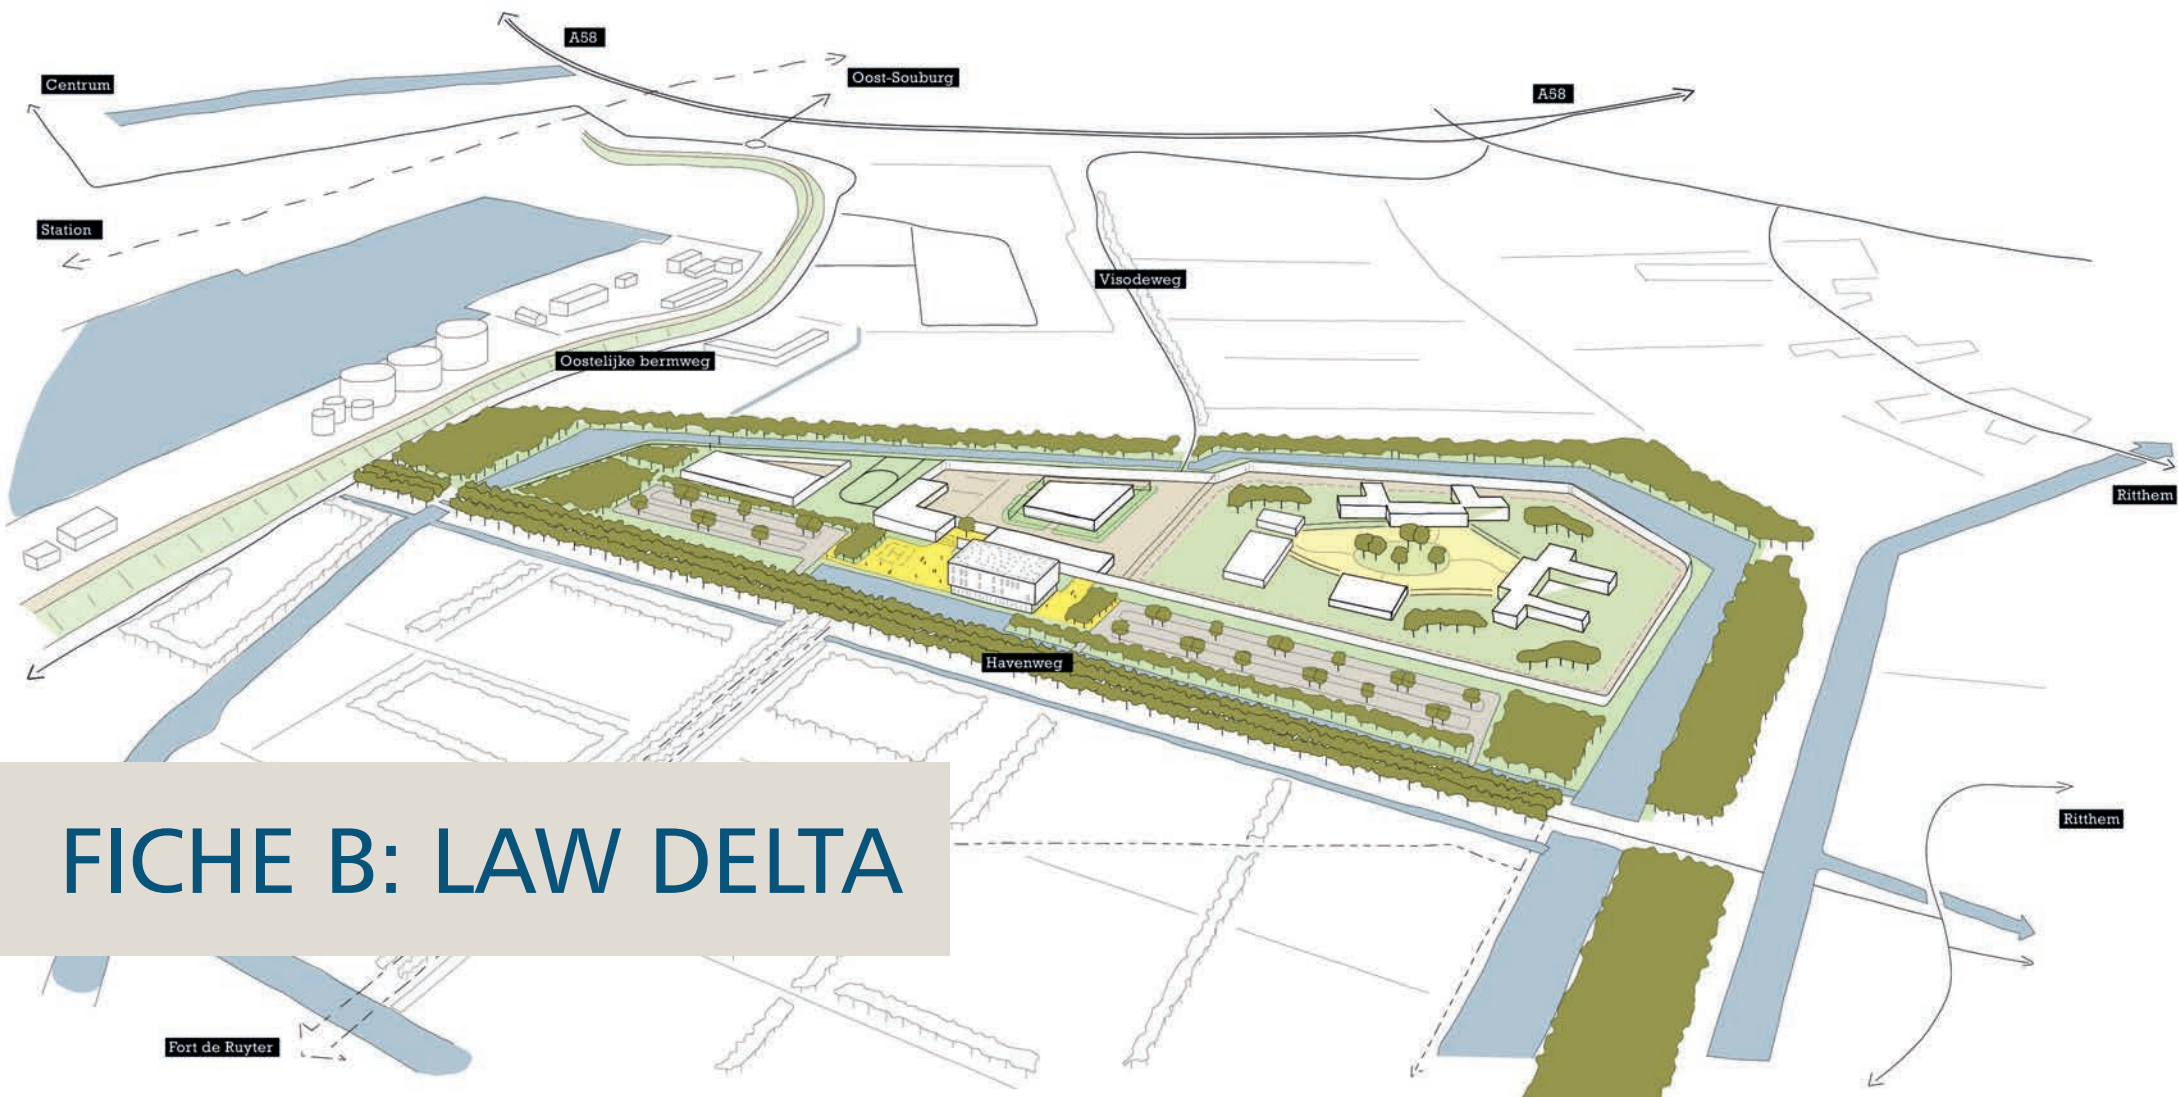 A58
Centrum
Oost-Souburg
A58
Station
Visodeweg
Oostelijke bermweg
Ritthem
Havenweg
Ritthem
FICHE B: LAW DELTA
Fort de Ruyter